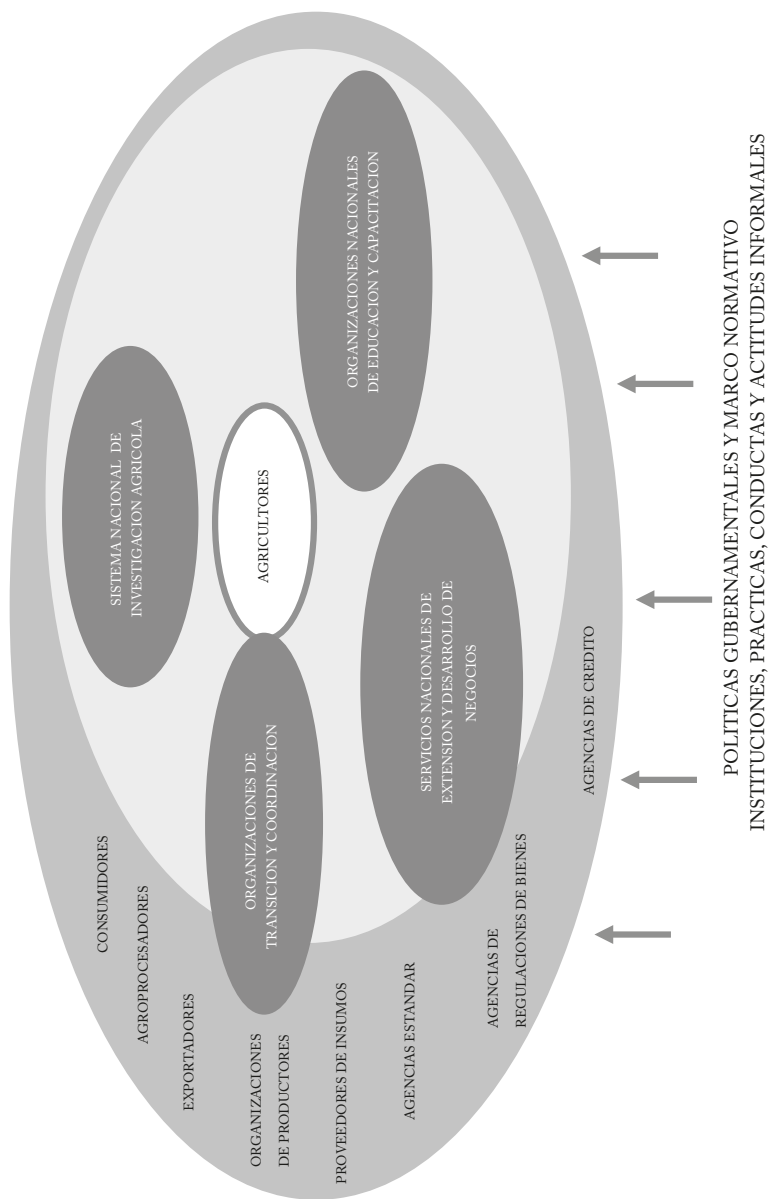 CONSUMIDORES
AGROPROCESADORES
EXPORTADORES
ORGANIZACIONES
DE PRODUCTORES
PROVEEDORES DE INSUMOS
AGENCIAS ESTANDAR
AGENCIAS DE
REGULACIONES DE BIENES
AGENCIAS DE CREDITO
SISTEMA NACIONAL DE
INVESTIGACION AGRICOLA
ORGANIZACIONES DE
TRANSICION Y COORDINACION
AGRICULTORES
ORGANIZACIONES NACIONALES
DE EDUCACION Y CAPACITACION
SERVICIOS NACIONALES DE
EXTENSION Y DESARROLLO DE
NEGOCIOS
POLITICAS GUBERNAMENTALES Y MARCO NORMATIVO
INSTITUCIONES, PRACTICAS, CONDUCTAS Y ACTITUDES INFORMALES